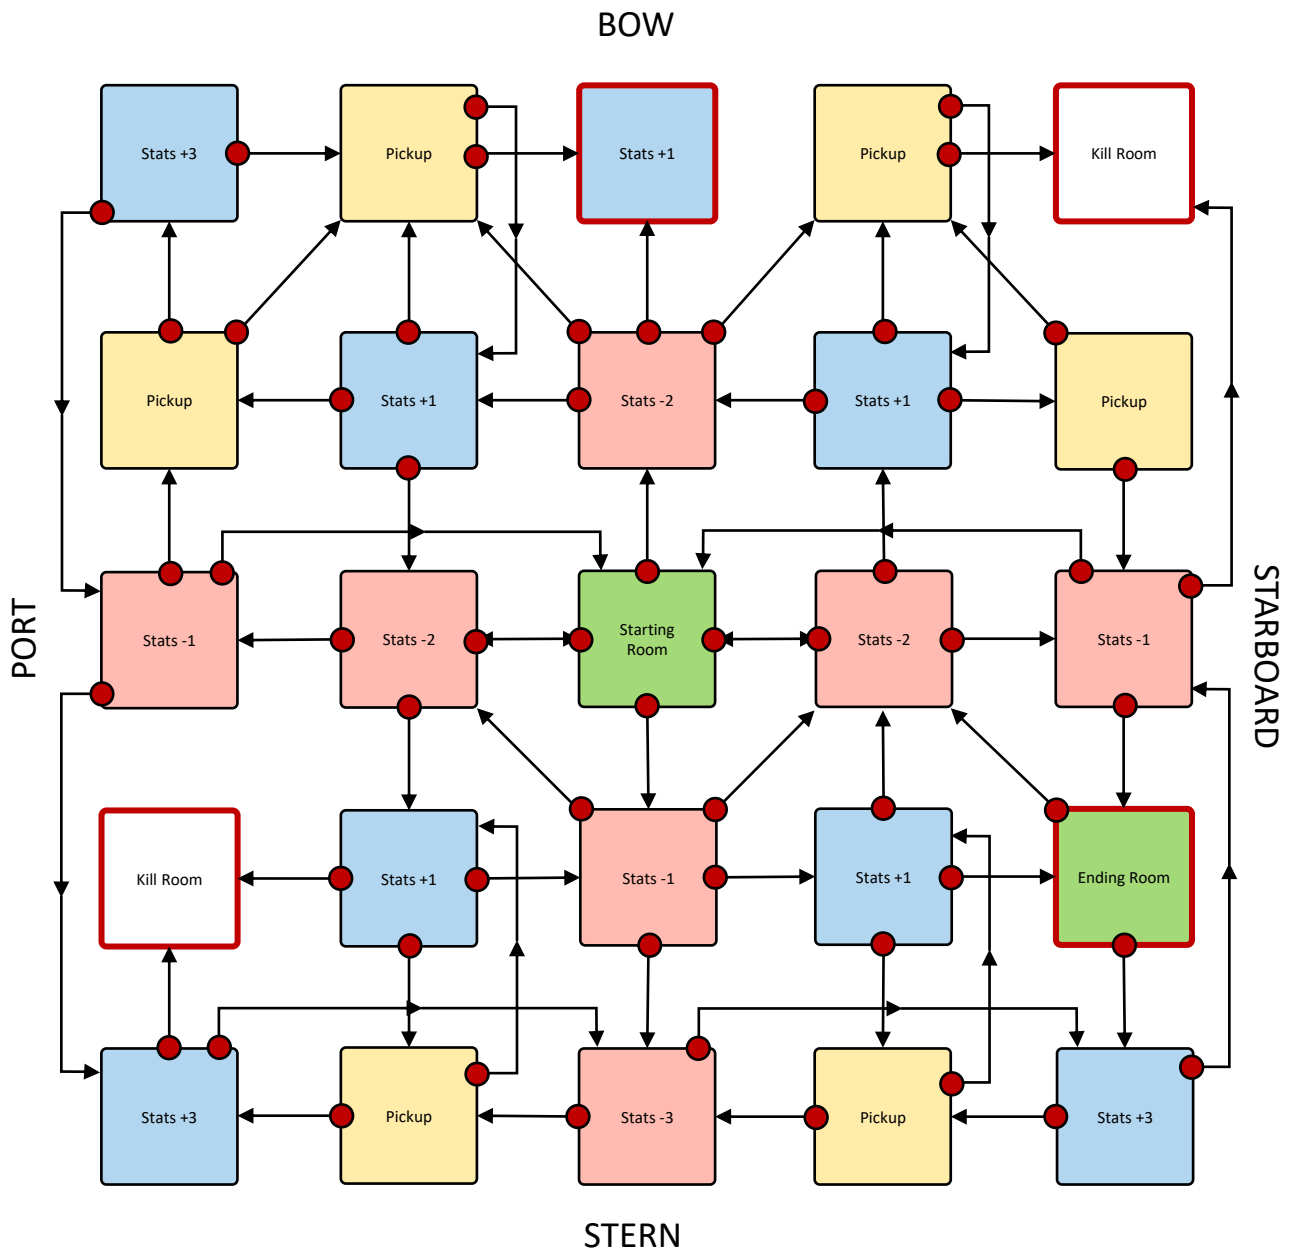 BOW
Stats +3
Pickup
Stats +1
Pickup
Kill Room
Pickup
Stats +1
Stats -2
Stats +1
Pickup
PORT
Stats -1
Stats -2
Starting
Room
Stats -2
Stats -1
STARBOARD
Kill Room
Stats +1
Stats -1
Stats +1
Ending Room
Stats +3
Pickup
Stats -3
Pickup
Stats +3
STERN